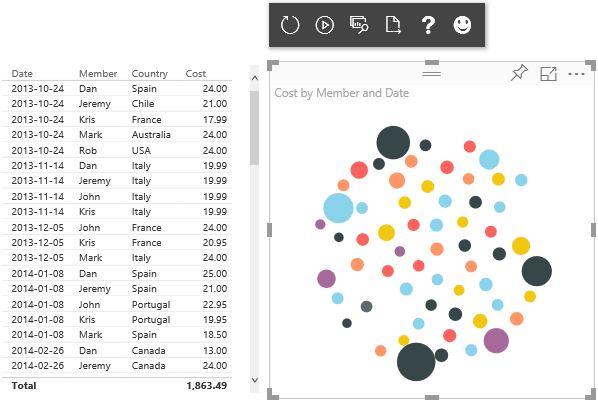 Date Member Country Cost
2013-10-24 Dan Spain 24.00
2013-10-24 Jeremy Chile 21.00
2013-10-24 Kris France 17.99
2013-10-24 Mark Australia 24.00
2013-10-24 Rob USA 24.00
2013-11-14 Dan Italy 19.99
2013-11-14 Jeremy Italy 19.99
2013-11-14 John Italy 19.99
2013-11-14 Kris Italy 19.99
2013-12-05 John France 24.00
2013-12-05 Kris France 20.95
2013-12-05 Mark Italy 24.00
2014-01-08 Dan Spain 25.00
2014-01-08 Jeremy Spain 21.00
2014-01-08 John Portugal 22.95
2014-01-08 Kris Portugal 19.95
2014-01-08 Mark Spain 18.50
2014-02-26 Dan Canada 13.00
2014-02-26 Jeremy Canada 24.00
Total 1,863.49
?
Cost by Member and Date